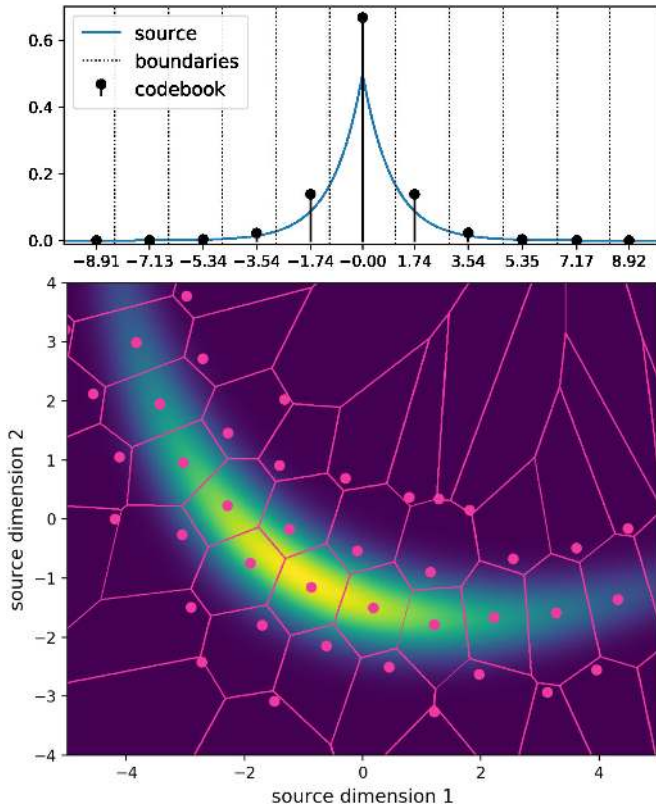 0.6
0.4
0.2
0.0
source
boundaries
codebook
−8.91 −7.13 −5.34 −3.54 −1.74 −0.00 1.74 3.54 5.35 7.17 8.92
4
3
2
1
0
−1
−2
−3
−4
source dimension 2
−4 −2 0 2 4
source dimension 1